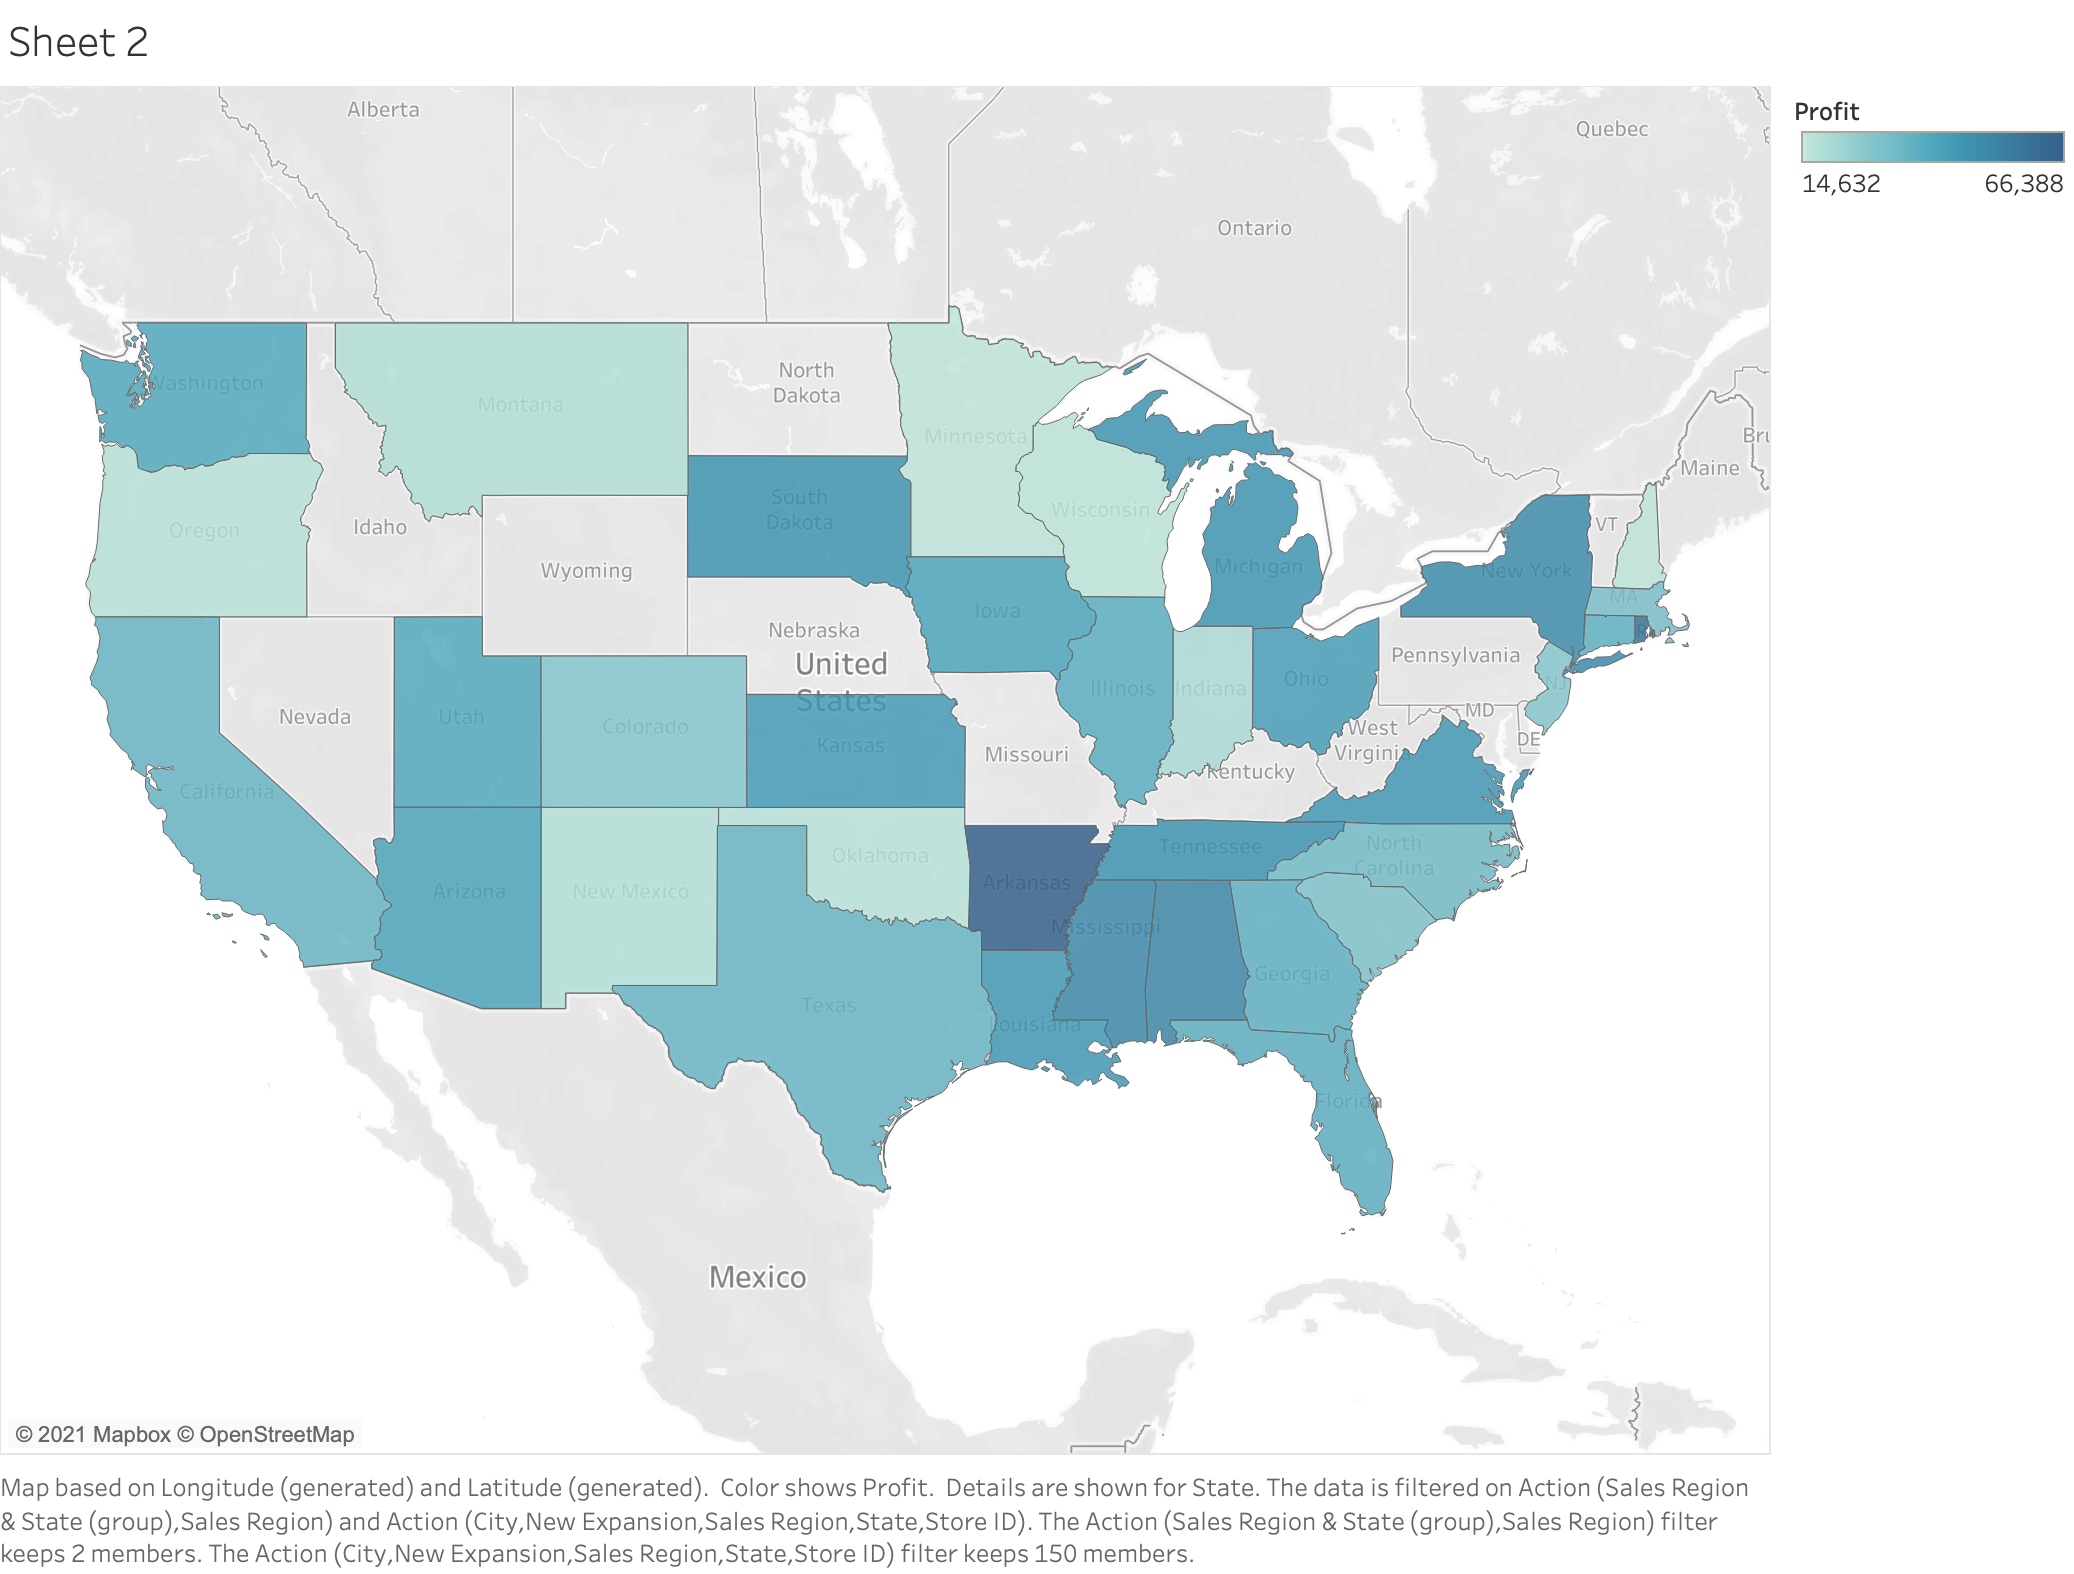 Sheet 2
Profit
14,632 66,388
Alberta
Quebec
Ontario
Washington
North
Dakota
Montana
Minnesota
Maine
South
Dakota
Wisconsin
Oregon
Idaho
VT
Wyoming
Michigan
New York
MA
Iowa
Nebraska
Pennsylvania
United
States
Illinois
Indiana
Ohio
NJ
Nevada
Utah
Colorado
MD
West
Virginia
DE
Kansas
Missouri
Kentucky
California
North
Carolina
Tennessee
Oklahoma
Arkansas
Arizona
New Mexico
Mississippi
Georgia
Texas
Louisiana
Florida
Mexico
© 2021 Mapbox © OpenStreetMap
Map based on Longitude (generated) and Latitude (generated).  Color shows Profit.  Details are shown for State. The data is filtered on Action (Sales Region
& State (group),Sales Region) and Action (City,New Expansion,Sales Region,State,Store ID). The Action (Sales Region & State (group),Sales Region) filter
keeps 2 members. The Action (City,New Expansion,Sales Region,State,Store ID) filter keeps 150 members.